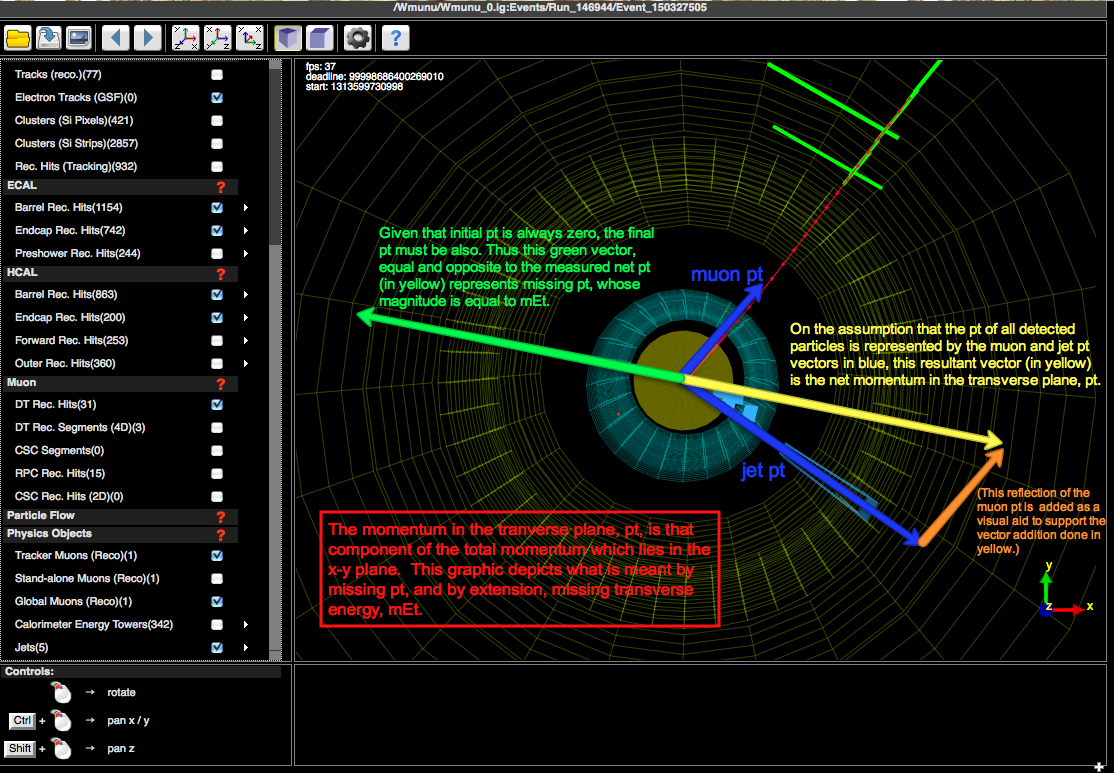 /Wmunu/Wmunu_0.ig:Events/Run_146944/Event_150327505
Tracks (reco.)(77)
Electron Tracks (GSF)(0)
Clusters (Si Pixels)(421)
Clusters (Si Strips)(2857)
Rec. Hits (Tracking)(932)
ECAL ?
Barrel Rec. Hits(1154)
Endcap Rec. Hits(742)
Preshower Rec. Hits(244)
HCAL ?
Barrel Rec. Hits(863)
Endcap Rec. Hits(200)
Forward Rec. Hits(253)
Outer Rec. Hits(360)
Muon ?
DT Rec. Hits(31)
DT Rec. Segments (4D)(3)
CSC Segments(0)
RPC Rec. Hits(15)
CSC Rec. Hits (2D)(0)
Particle Flow ?
Physics Objects ?
Tracker Muons (Reco)(1)
Stand-alone Muons (Reco)(1)
Global Muons (Reco)(1)
Calorimeter Energy Towers(342)
Jets(5)
Controls:
→ rotate
Ctrl + → pan x / y
Shift + → pan z
fps: 37
deadline: 99998686400269010
start: 1313599730998
Given that initial pt is always zero, the final
pt must be also. Thus this green vector,
equal and opposite to the measured net pt
(in yellow) represents missing pt, whose
magnitude is equal to mEt.
muon pt
On the assumption that the pt of all detected
particles is represented by the muon and jet pt
vectors in blue, this resultant vector (in yellow)
is the net momentum in the transverse plane, pt.
jet pt
(This reflection of the
muon pt is added as a
visual aid to support the
vector addition done in
yellow.)
The momentum in the tranverse plane, pt, is that
component of the total momentum which lies in the
x-y plane. This graphic depicts what is meant by
missing pt, and by extension, missing transverse
energy, mEt.
y
z x